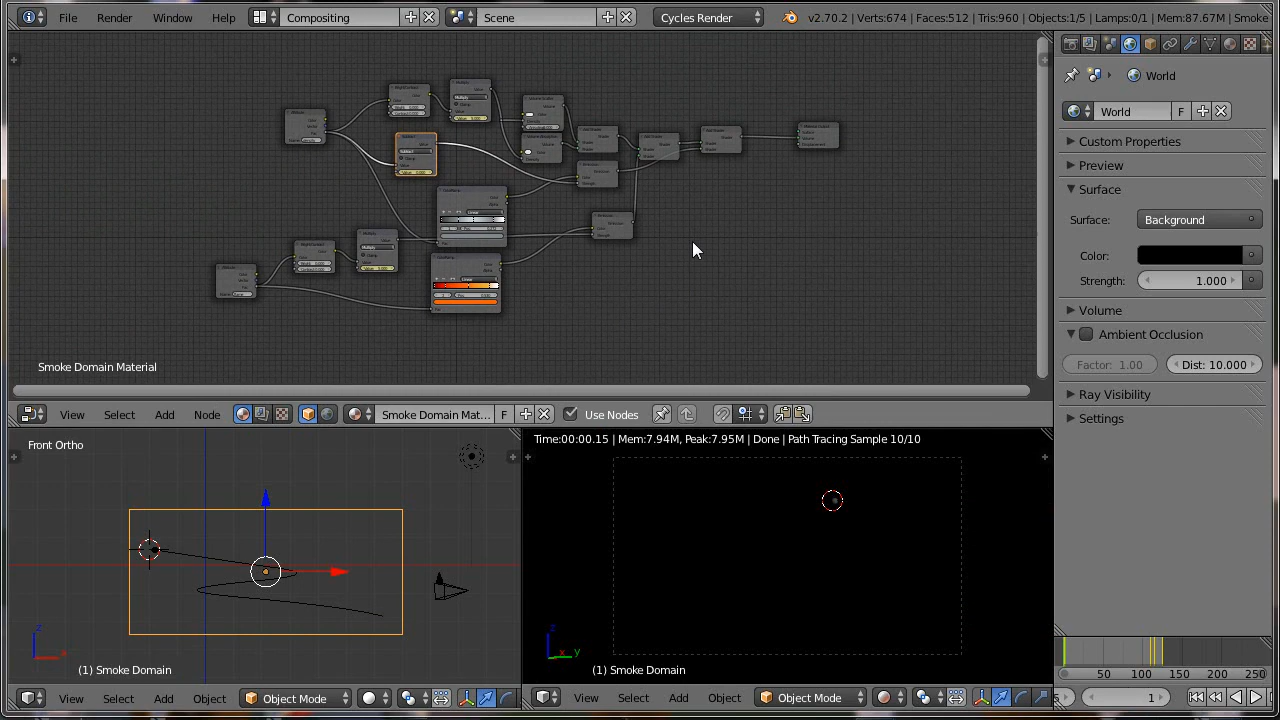 File Render Window Help Compositing Scene Cycles Render v2.70.2 | Verts:674 | Faces:512 | Tris:960 | Objects:1/5 | Lamps:0/1 | Mem:87.67M | Smoke
World
World F
Custom Properties
Preview
Surface
Surface: Background
Color:
Strength: 1.000
Volume
Ambient Occlusion
Factor: 1.00 Dist: 10.000
Ray Visibility
Settings
Smoke Domain Material
View Select Add Node Smoke Domain Mat... F Use Nodes
Front Ortho
(1) Smoke Domain
View Select Add Object Object Mode
Time:00:00.15 | Mem:7.94M, Peak:7.95M | Done | Path Tracing Sample 10/10
(1) Smoke Domain
View Select Add Object Object Mode
50 100 150 200 250
1